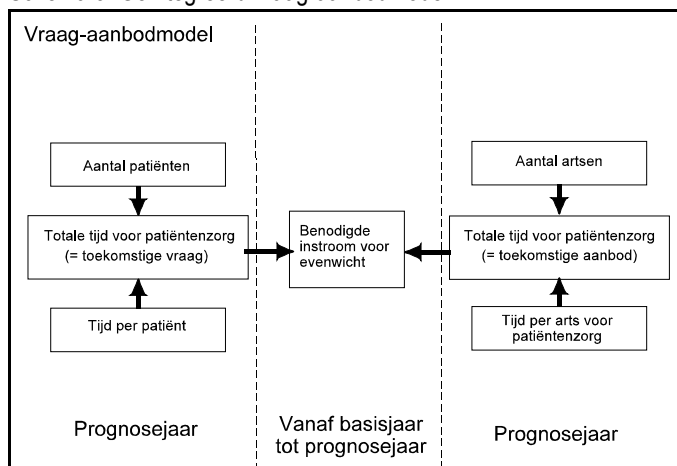 Vraag-aanbodmodel
Aantal patiënten
Totale tijd voor patiëntenzorg
(= toekomstige vraag)
Tijd per patiënt
Benodigde
instroom voor
evenwicht
Aantal artsen
Totale tijd voor patiëntenzorg
(= toekomstige aanbod)
Tijd per arts voor
patiëntenzorg
Prognosejaar
Vanaf basisjaar
tot prognosejaar
Prognosejaar